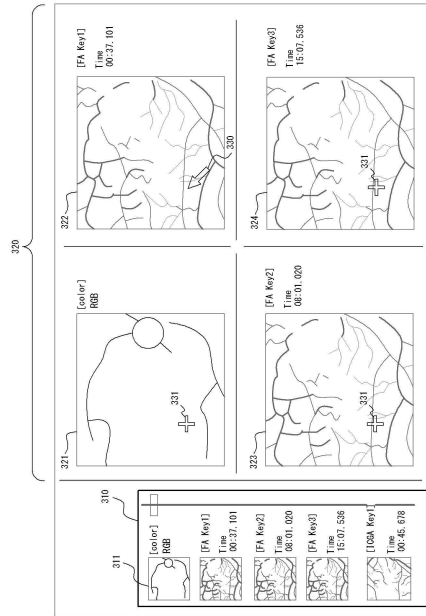 320
321
[color]
RGB
331
322
[FA Key1]
Time
00:37.101
330
323
[FA Key2]
Time
08:01.020
331
324
[FA Key3]
Time
15:07.536
331
310
311
[color]
RGB
[FA Key1]
Time
00:37.101
[FA Key2]
Time
08:01.020
[FA Key3]
Time
15:07.536
[ICGA Key1]
Time
00:45.678